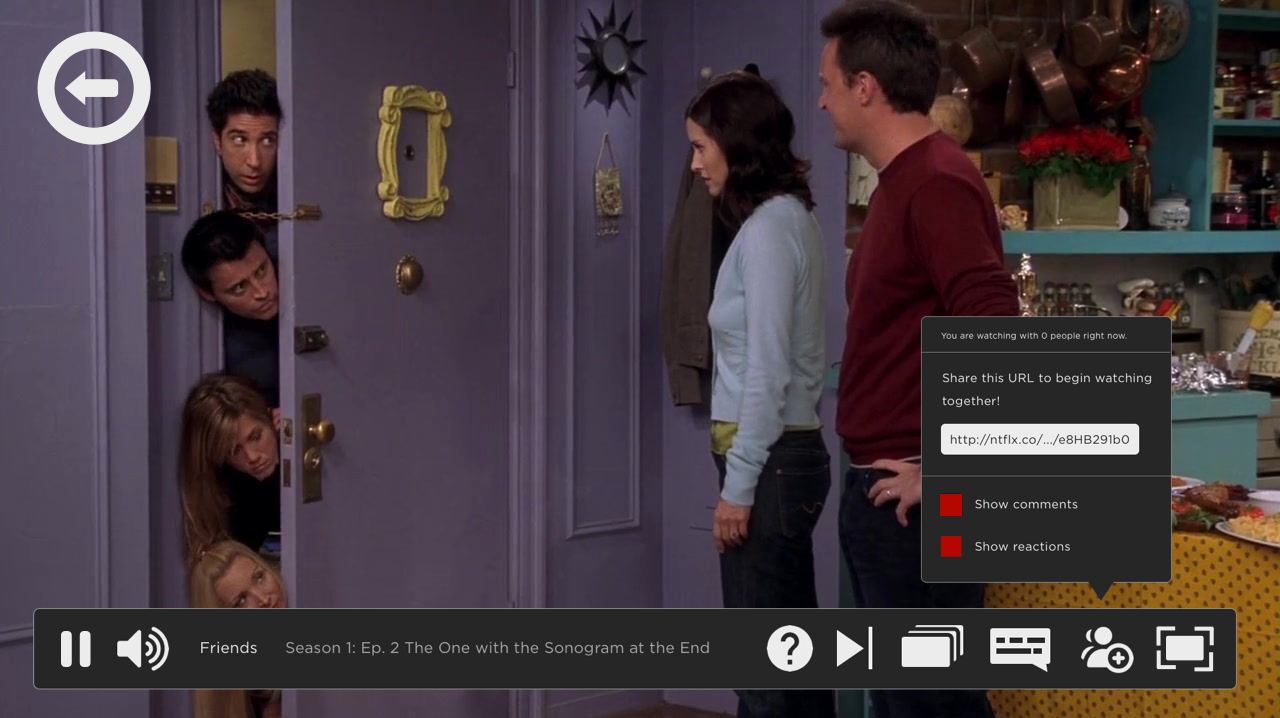 You are watching with 0 people right now.
Share this URL to begin watching
together!
http://ntflx.co/.../e8HB291b0
Show comments
Show reactions
Friends
Season 1: Ep. 2 The One with the Sonogram at the End